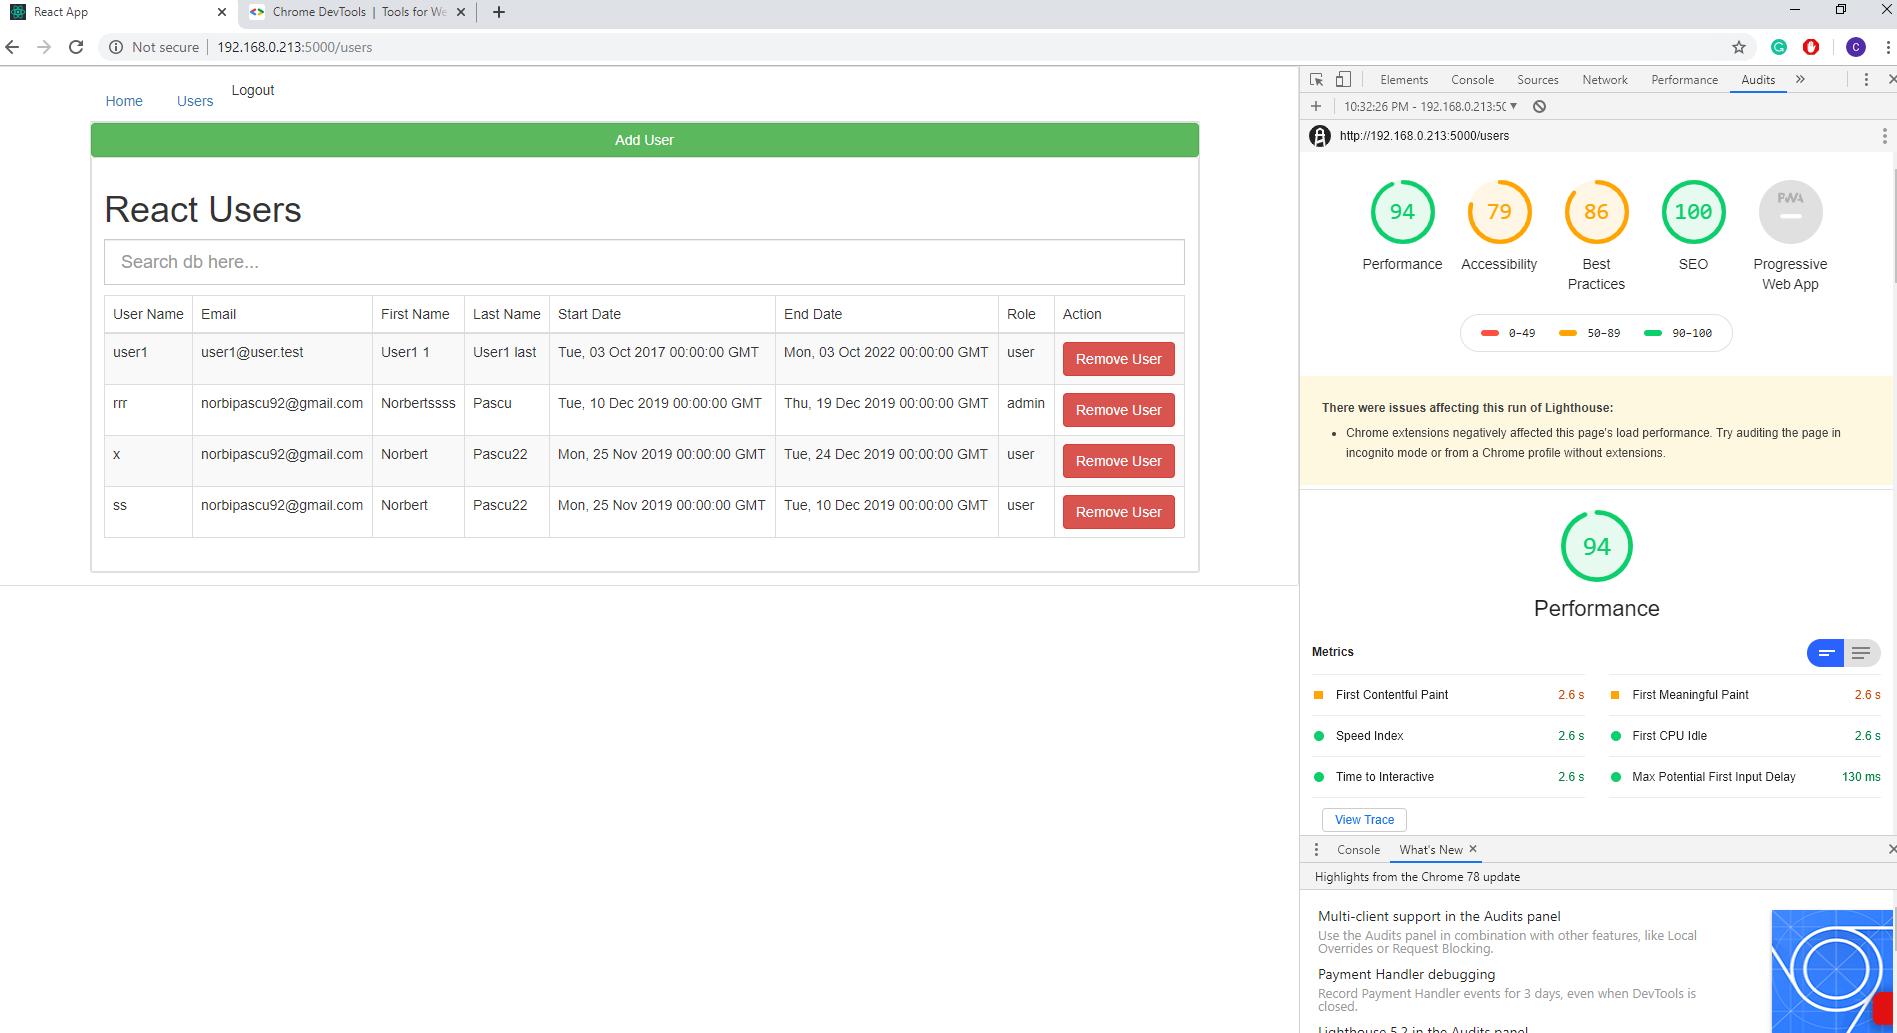 React App
Chrome DevTools | Tools for We
Not secure
192.168.0.213:5000/users
C
Home
Users
Logout
Add User
React Users
Search db here...
User Name Email First Name Last Name Start Date End Date Role Action
user1 user1@user.test User1 1 User1 last Tue, 03 Oct 2017 00:00:00 GMT Mon, 03 Oct 2022 00:00:00 GMT user Remove User
rrr norbipascu92@gmail.com Norbertssss Pascu Tue, 10 Dec 2019 00:00:00 GMT Thu, 19 Dec 2019 00:00:00 GMT admin Remove User
x norbipascu92@gmail.com Norbert Pascu22 Mon, 25 Nov 2019 00:00:00 GMT Tue, 24 Dec 2019 00:00:00 GMT user Remove User
ss norbipascu92@gmail.com Norbert Pascu22 Mon, 25 Nov 2019 00:00:00 GMT Tue, 10 Dec 2019 00:00:00 GMT user Remove User
Elements Console Sources Network Performance Audits
10:32:26 PM - 192.168.0.213:50
http://192.168.0.213:5000/users
94 79 86 100 PWA
Performance Accessibility Best Practices SEO Progressive Web App
0–49 50–89 90–100
There were issues affecting this run of Lighthouse:
Chrome extensions negatively affected this page's load performance. Try auditing the page in
incognito mode or from a Chrome profile without extensions.
94
Performance
Metrics
First Contentful Paint 2.6 s
First Meaningful Paint 2.6 s
Speed Index 2.6 s
First CPU Idle 2.6 s
Time to Interactive 2.6 s
Max Potential First Input Delay 130 ms
View Trace
Console What's New
Highlights from the Chrome 78 update
Multi-client support in the Audits panel
Use the Audits panel in combination with other features, like Local
Overrides or Request Blocking.
Payment Handler debugging
Record Payment Handler events for 3 days, even when DevTools is
closed.
Lighthouse 5.2 in the Audits panel